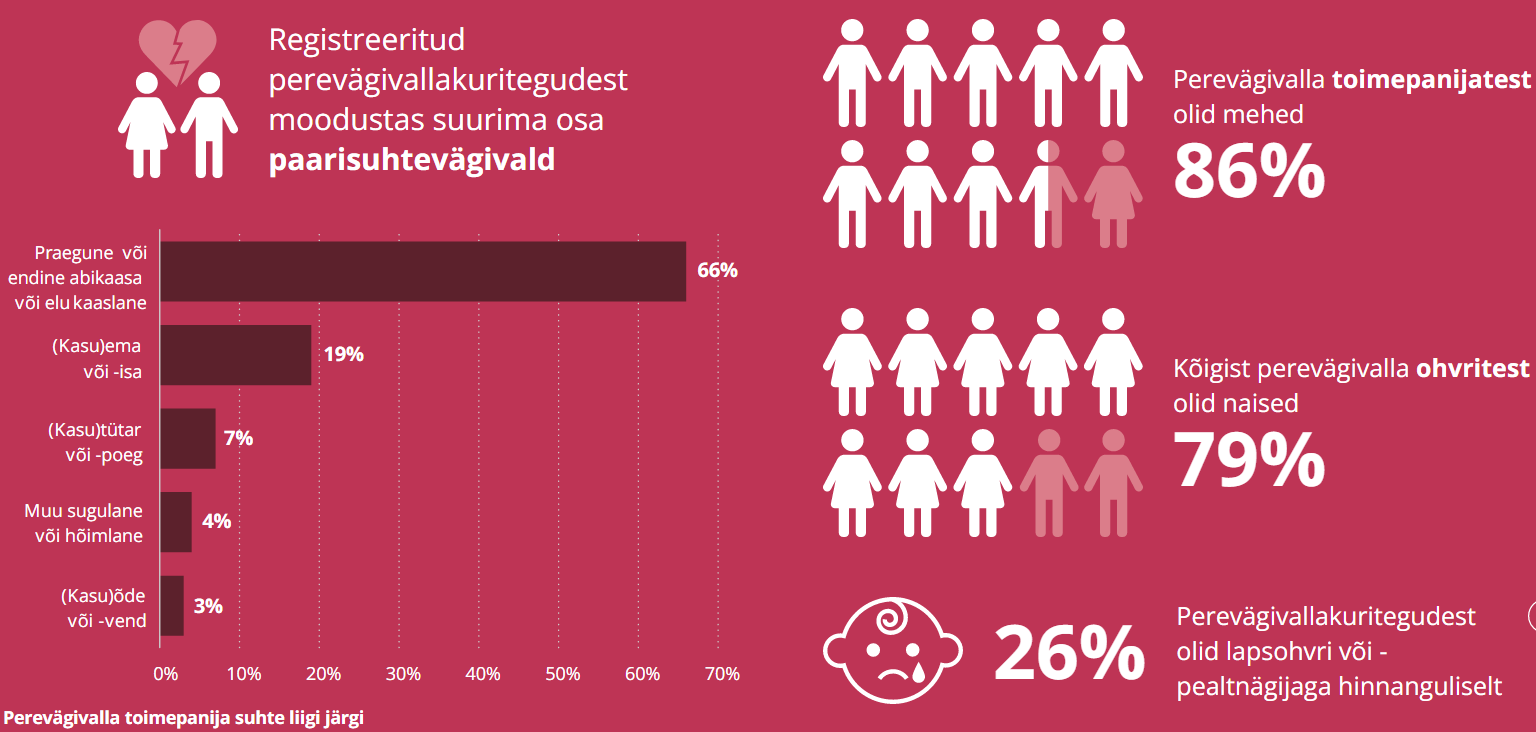 Registreeritud
perevägivallakuritegudest
moodustas suurima osa
paarisuhtevägivald
Praegune või
endine abikaasa
või elukaaslane
66%
(Kasu)ema
või -isa
19%
(Kasu)tütar
või -poeg
7%
Muu sugulane
või hõimlane
4%
(Kasu)õde
või -vend
3%
0% 10% 20% 30% 40% 50% 60% 70%
Perevägivalla toimepanija suhte liigi järgi
Perevägivalla toimepanijatest
olid mehed
86%
Kõigist perevägivalla ohvritest
olid naised
79%
26%
Perevägivallakuritegudest
olid lapsohvri või -
pealtnägijaga hinnanguliselt